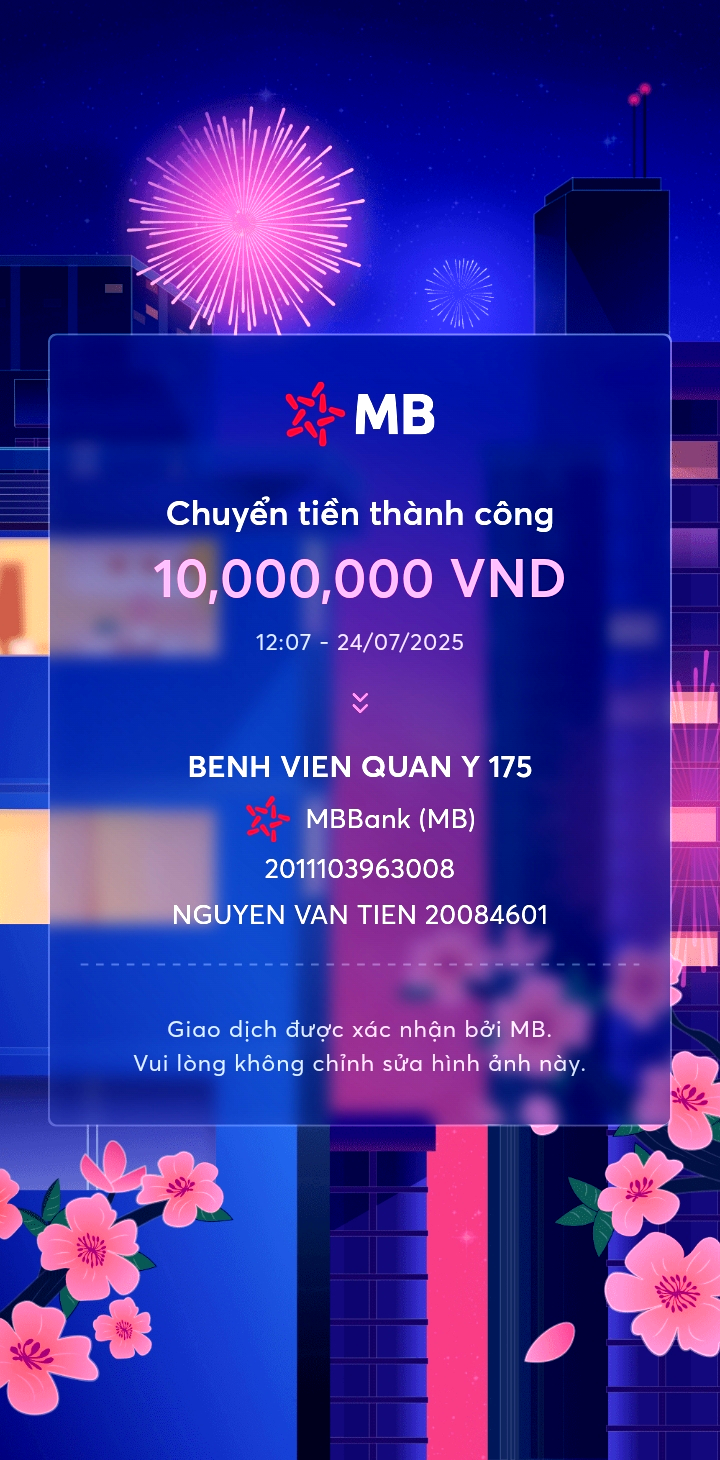 MB
Chuyển tiền thành công
10,000,000 VND
12:07 - 24/07/2025
BENH VIEN QUAN Y 175
MBBank (MB)
2011103963008
NGUYEN VAN TIEN 20084601
Giao dịch được xác nhận bởi MB.
Vui lòng không chỉnh sửa hình ảnh này.